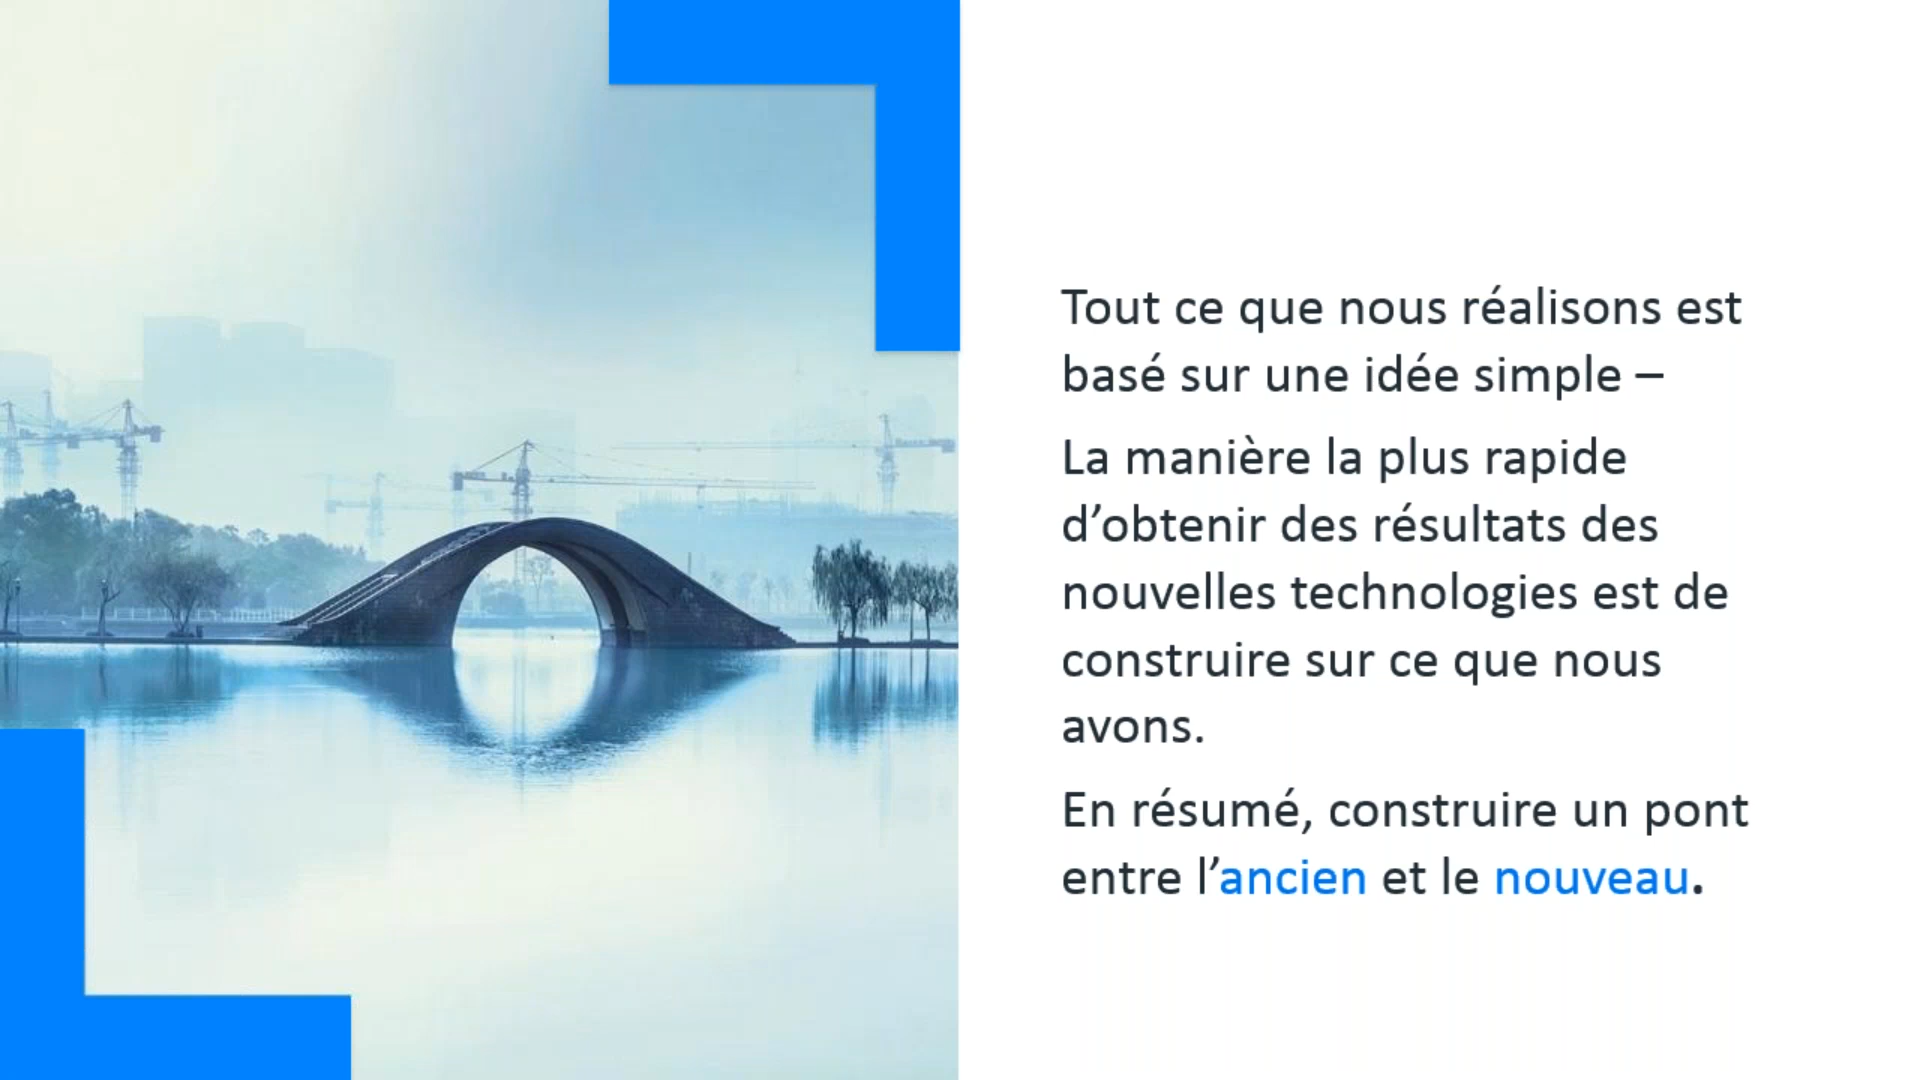 Tout ce que nous réalisons est
basé sur une idée simple –
La manière la plus rapide
d’obtenir des résultats des
nouvelles technologies est de
construire sur ce que nous
avons.
En résumé, construire un pont
entre l’ancien et le nouveau.